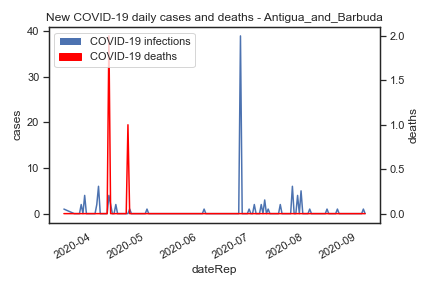 New COVID-19 daily cases and deaths - Antigua_and_Barbuda
COVID-19 infections
COVID-19 deaths
40
30
20
10
0
cases
2.0
1.5
1.0
0.5
0.0
deaths
2020-04
2020-05
2020-06
2020-07
2020-08
2020-09
dateRep